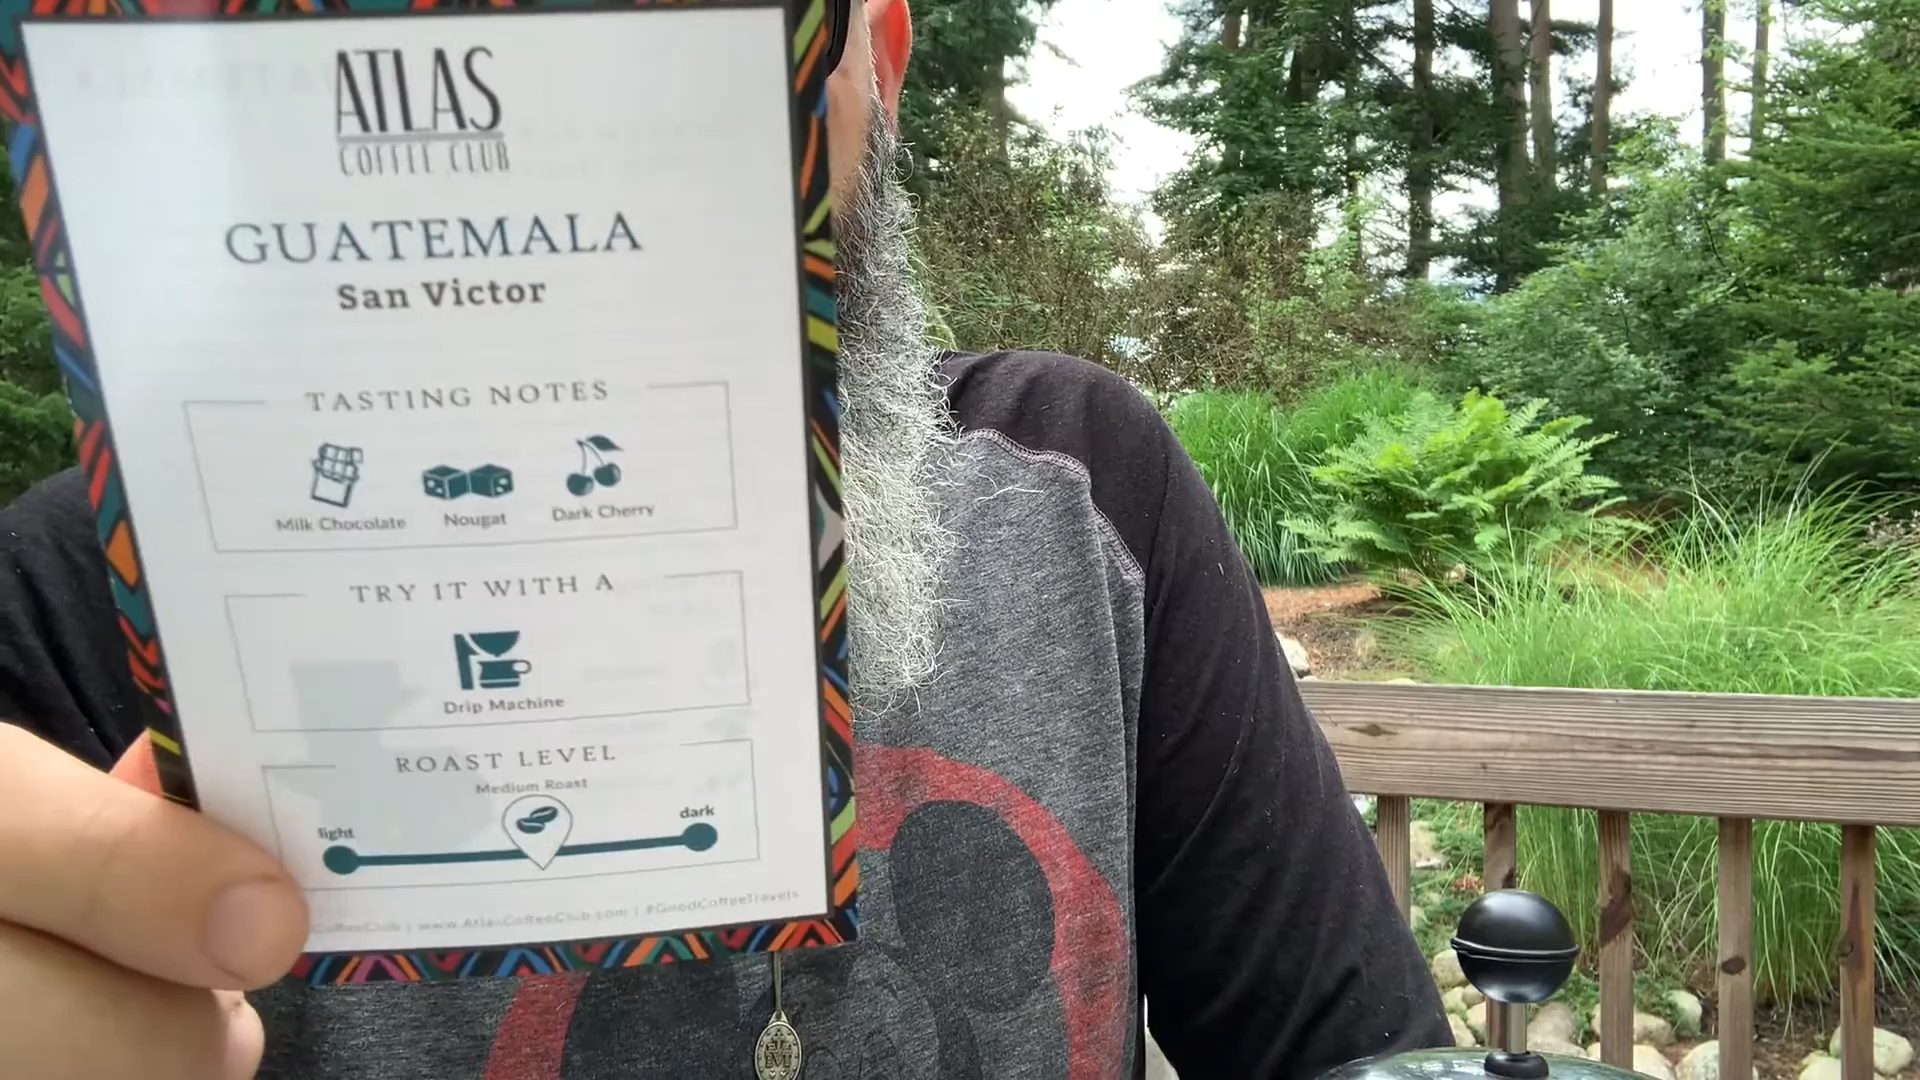 ATLAS
COFFEE CLUB
GUATEMALA
San Victor
TASTING NOTES
Milk Chocolate Nougat Dark Cherry
TRY IT WITH A
Drip Machine
ROAST LEVEL
Medium Roast
light dark
CoffeeClub | www.AtlasCoffeeClub.com | #GoodCoffeeTravels